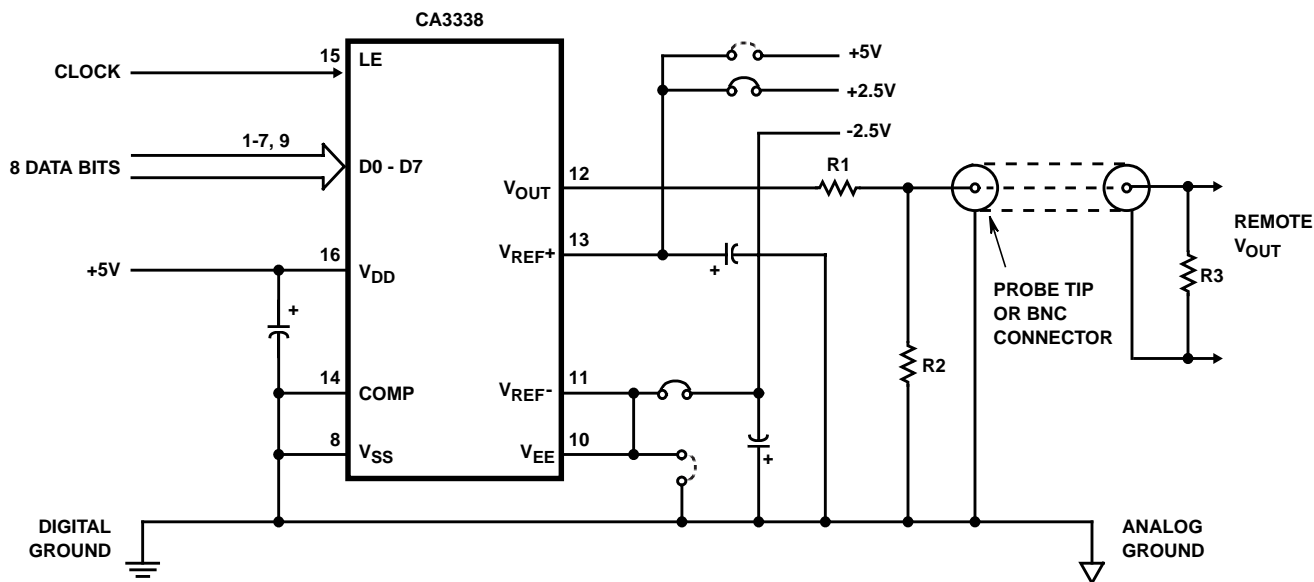 CA3338
15
LE
CLOCK
1-7, 9
8 DATA BITS
D0 - D7
+5V
+2.5V
-2.5V
R1
12
VOUT
13
VREF+
+
+5V
16
VDD
+
14
COMP
8
VSS
11
VREF-
10
VEE
+
R2
PROBE TIP
OR BNC
CONNECTOR
REMOTE
VOUT
R3
DIGITAL
GROUND
ANALOG
GROUND